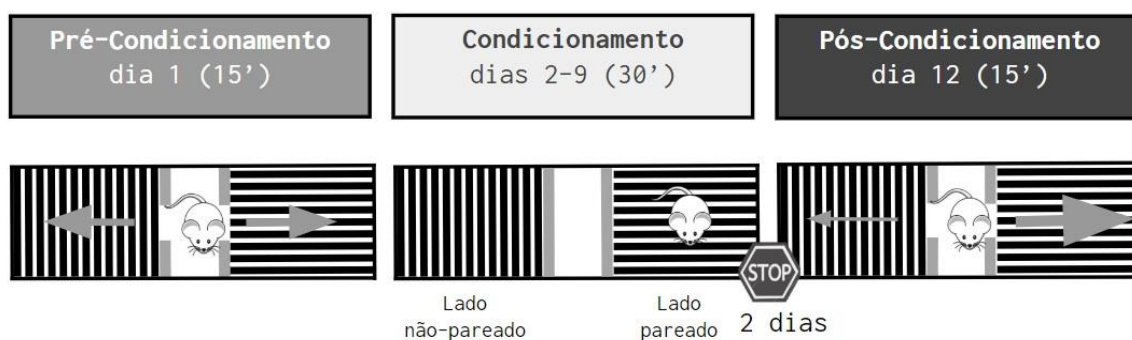 Pré-Condicionamento
dia 1 (15’)
Condicionamento
dias 2-9 (30’)
Pós-Condicionamento
dia 12 (15’)
Lado
não-pareado
Lado
pareado
STOP
2 dias